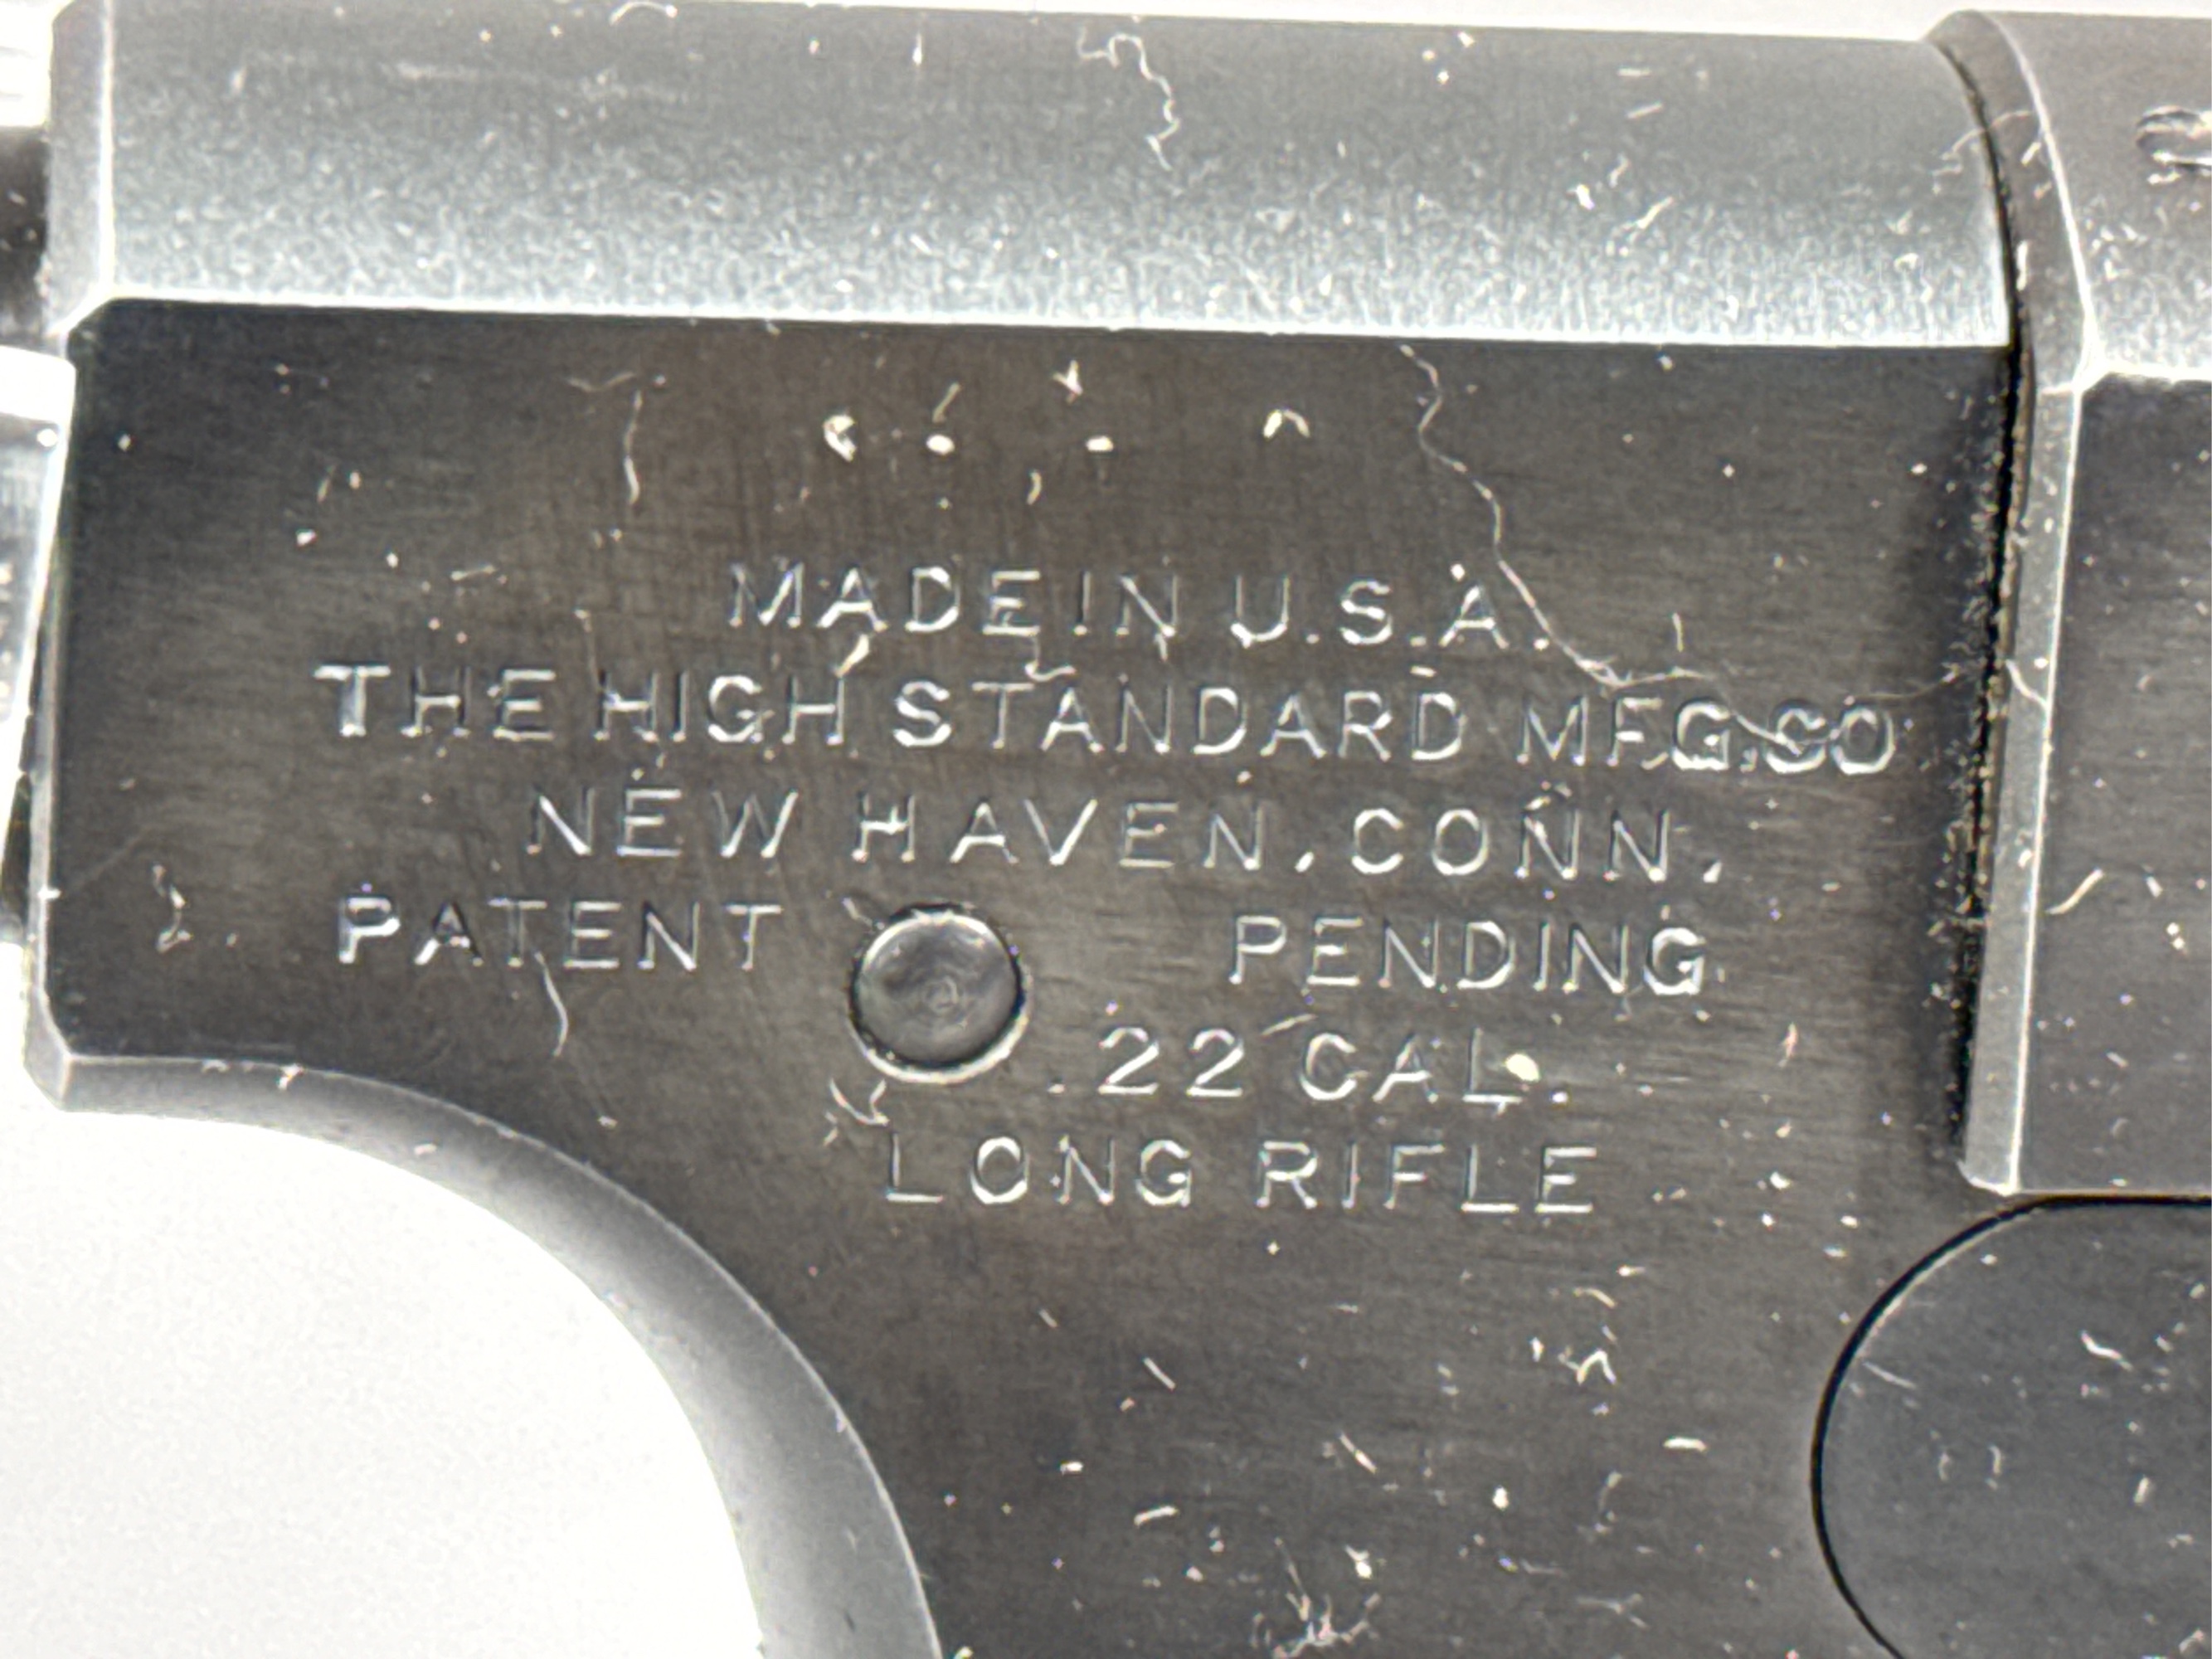 MADE IN U.S.A.
THE HIGH STANDARD MFG.CO
NEW HAVEN, CONN.
PATENT PENDING
.22 CAL.
LONG RIFLE